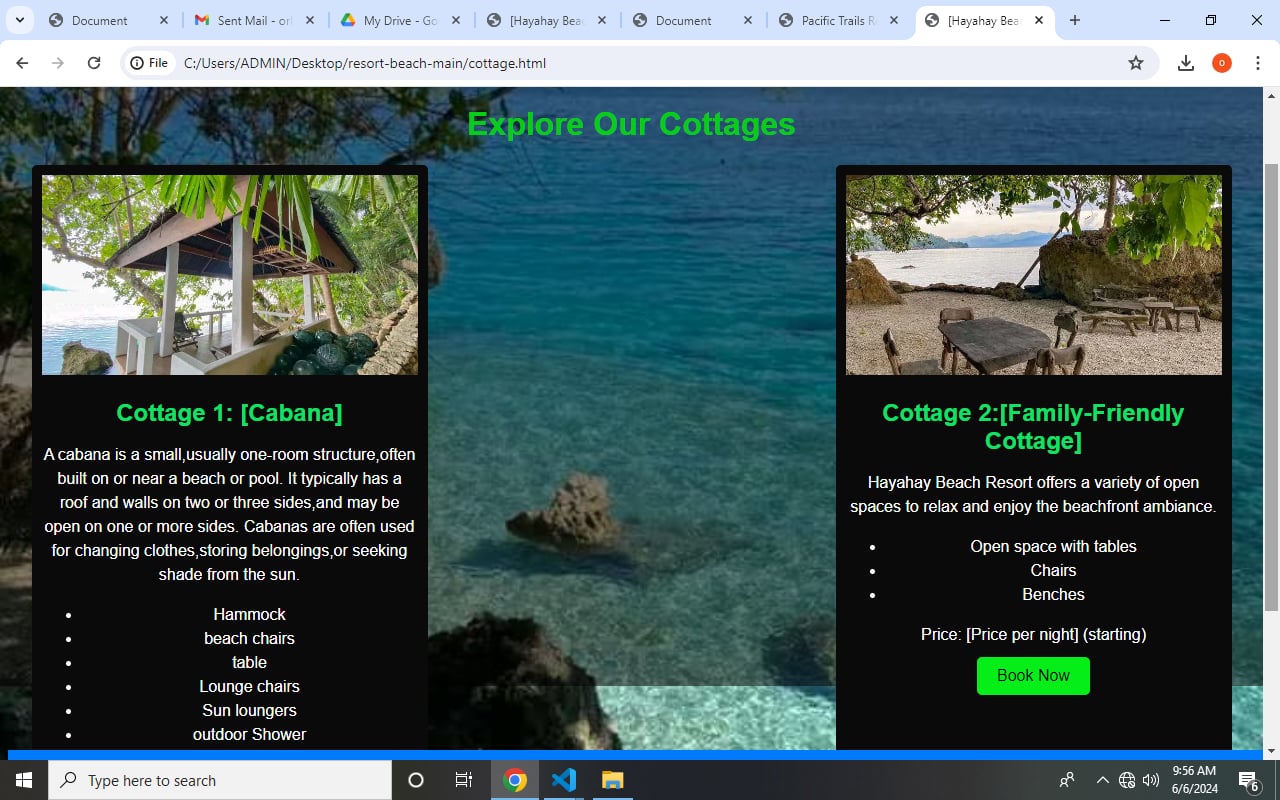 Document
Sent Mail - orl
My Drive - Go
[Hayahay Bea
Document
Pacific Trails R
[Hayahay Bea
File
C:/Users/ADMIN/Desktop/resort-beach-main/cottage.html
o
Explore Our Cottages
Cottage 1: [Cabana]
A cabana is a small,usually one-room structure,often
built on or near a beach or pool. It typically has a
roof and walls on two or three sides,and may be
open on one or more sides. Cabanas are often used
for changing clothes,storing belongings,or seeking
shade from the sun.
• Hammock
• beach chairs
• table
• Lounge chairs
• Sun loungers
• outdoor Shower
Cottage 2:[Family-Friendly
Cottage]
Hayahay Beach Resort offers a variety of open
spaces to relax and enjoy the beachfront ambiance.
• Open space with tables
• Chairs
• Benches
Price: [Price per night] (starting)
Book Now
Type here to search
9:56 AM
6/6/2024
6